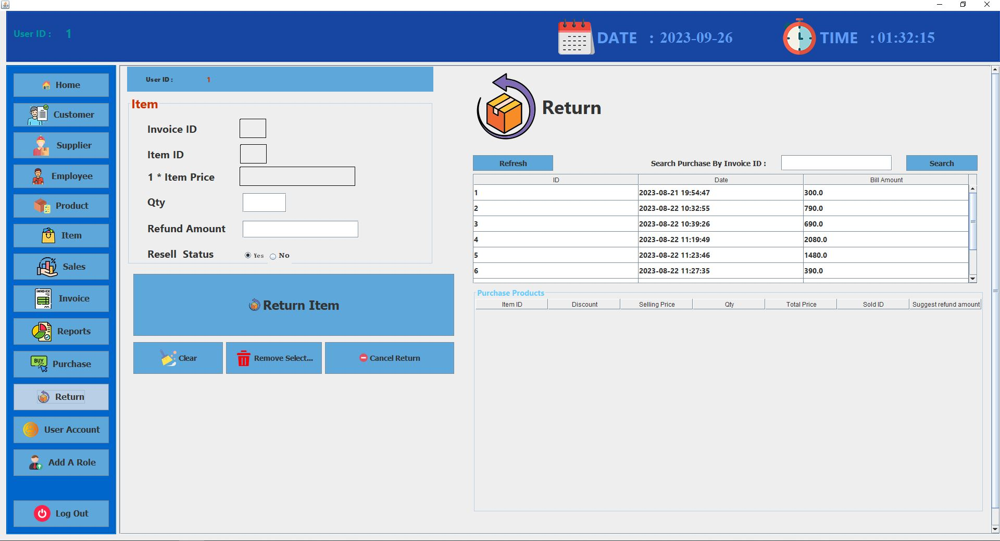 User ID : 1
DATE : 2023-09-26
TIME : 01:32:15
Home
Customer
Supplier
Employee
Product
Item
Sales
INVOICE
Invoice
Reports
BUY
Purchase
Return
User Account
Add A Role
Log Out
User ID : 1
Item
Invoice ID
Item ID
1 * Item Price
Qty
Refund Amount
Resell Status Yes No
Return Item
Clear
Remove Select...
Cancel Return
Return
Refresh
Search Purchase By Invoice ID :
Search
ID Date Bill Amount
1 2023-08-21 19:54:47 300.0
2 2023-08-22 10:32:55 790.0
3 2023-08-22 10:39:26 690.0
4 2023-08-22 11:19:49 2080.0
5 2023-08-22 11:23:46 1480.0
6 2023-08-22 11:27:35 390.0
Purchase Products
Item ID Discount Selling Price Qty Total Price Sold ID Suggest refund amount